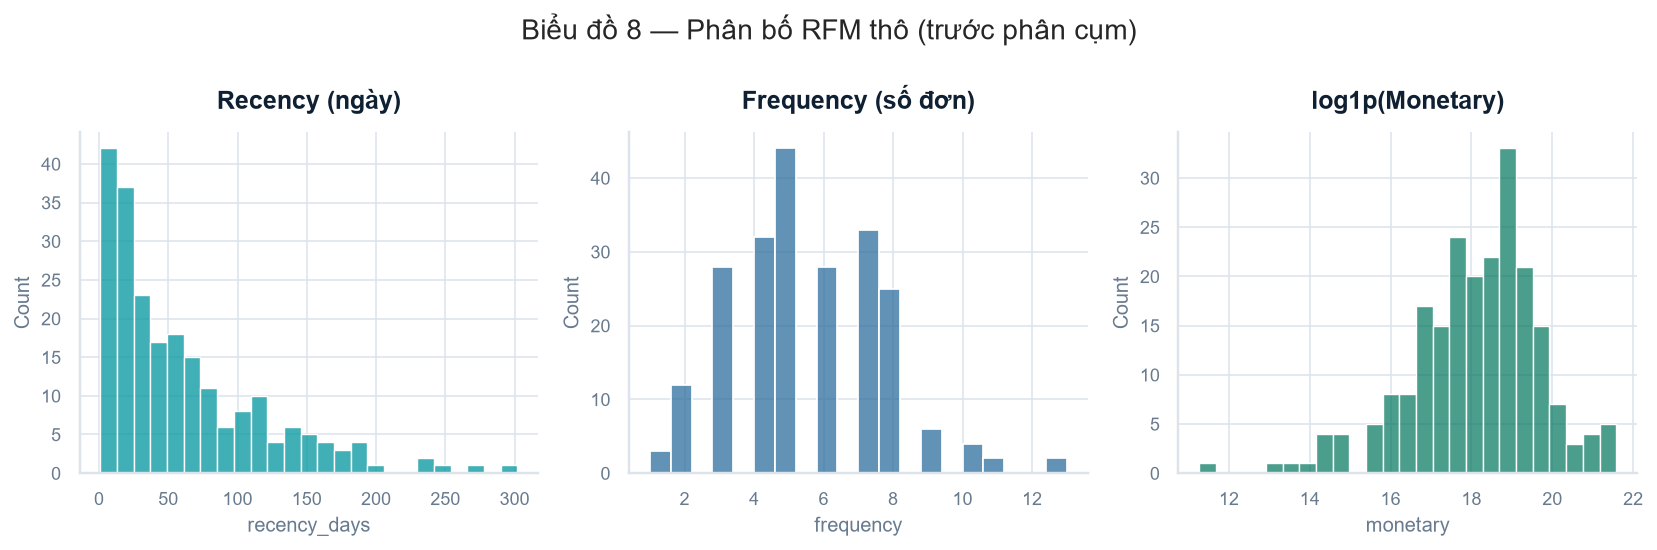 Biểu đồ 8 — Phân bố RFM thô (trước phân cụm)
Recency (ngày)
40
35
30
25
20
15
10
5
0
Count
0 50 100 150 200 250 300
recency_days
Frequency (số đơn)
40
30
20
10
0
Count
2 4 6 8 10 12
frequency
log1p(Monetary)
30
25
20
15
10
5
0
Count
12 14 16 18 20 22
monetary